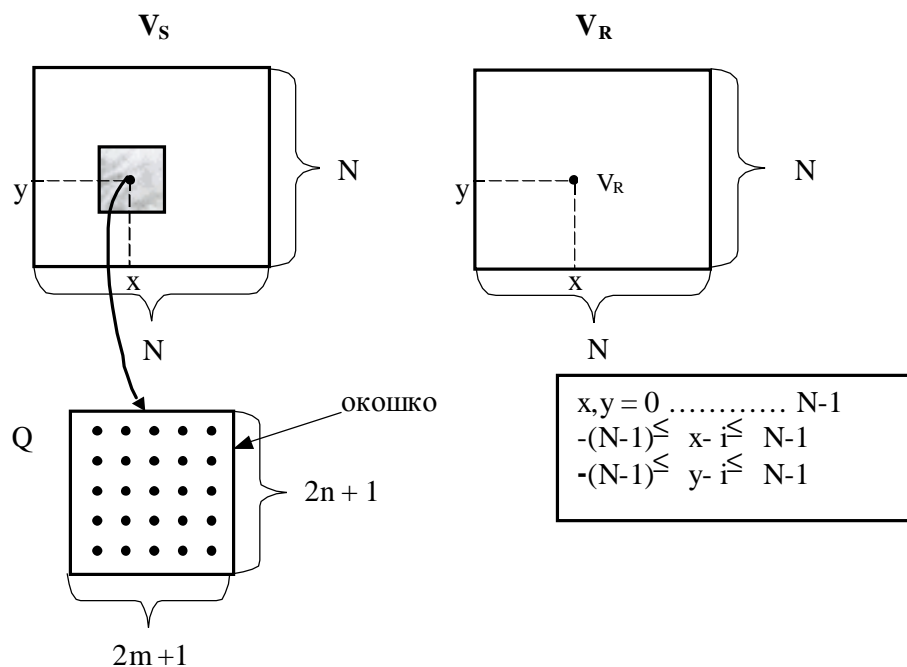 V_S
V_R
N
N
y
y
V_R
x
x
N
N
окошко
Q
2n + 1
2m +1
x,y = 0 ………… N-1
-(N-1)≤ x- i≤ N-1
-(N-1)≤ y- i≤ N-1